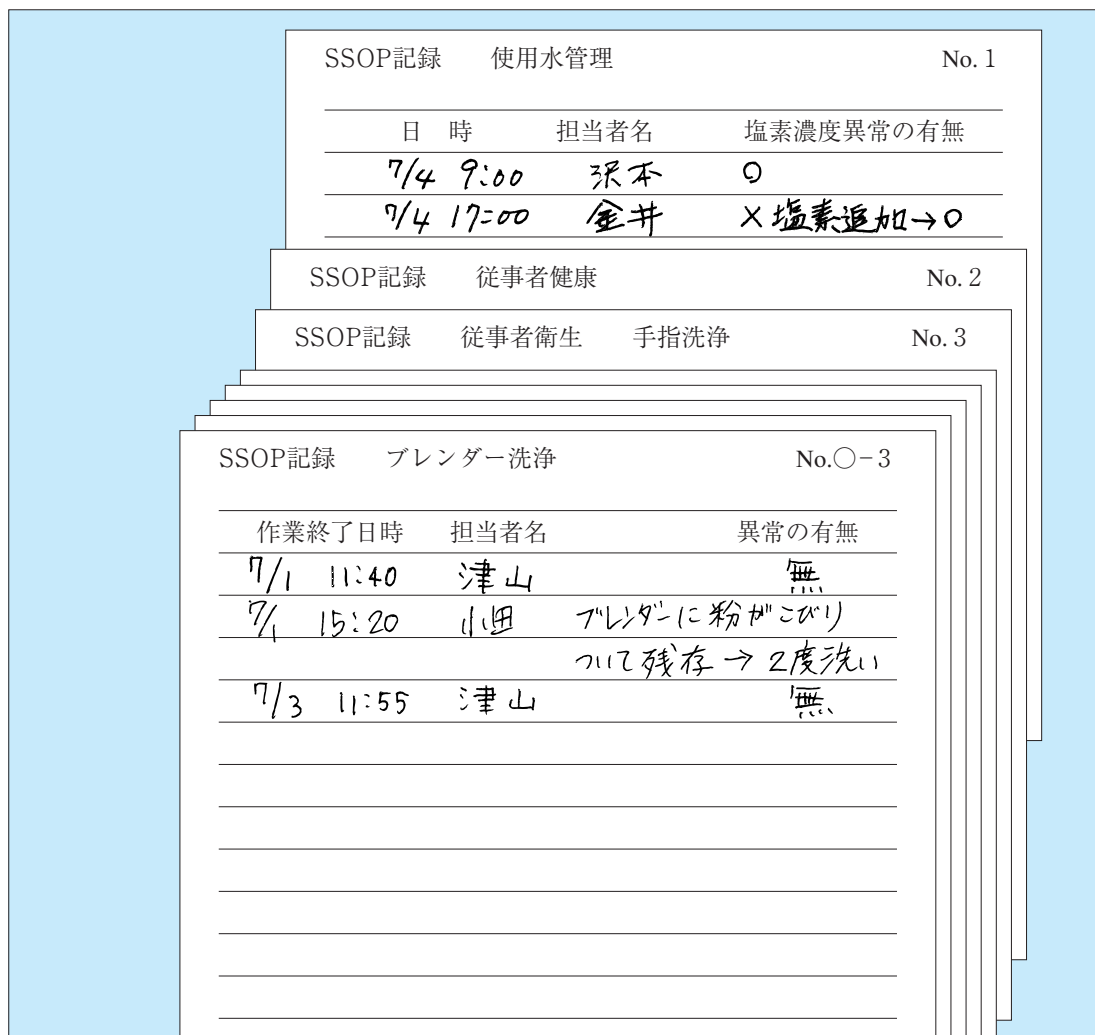 SSOP記録 使用水管理 No.1
日 時 担当者名 塩素濃度異常の有無
7/4 9:00 沢本 ○
7/4 17:00 金井 ×塩素追加→○
SSOP記録 従事者健康 No.2
SSOP記録 従事者衛生 手指洗浄 No.3
SSOP記録 ブレンダー洗浄 No.○-3
作業終了日時 担当者名 異常の有無
7/1 11:40 津山 無
7/1 15:20 小田 ブレンダーに粉がこびり
ついて残存→2度洗い
7/3 11:55 津山 無